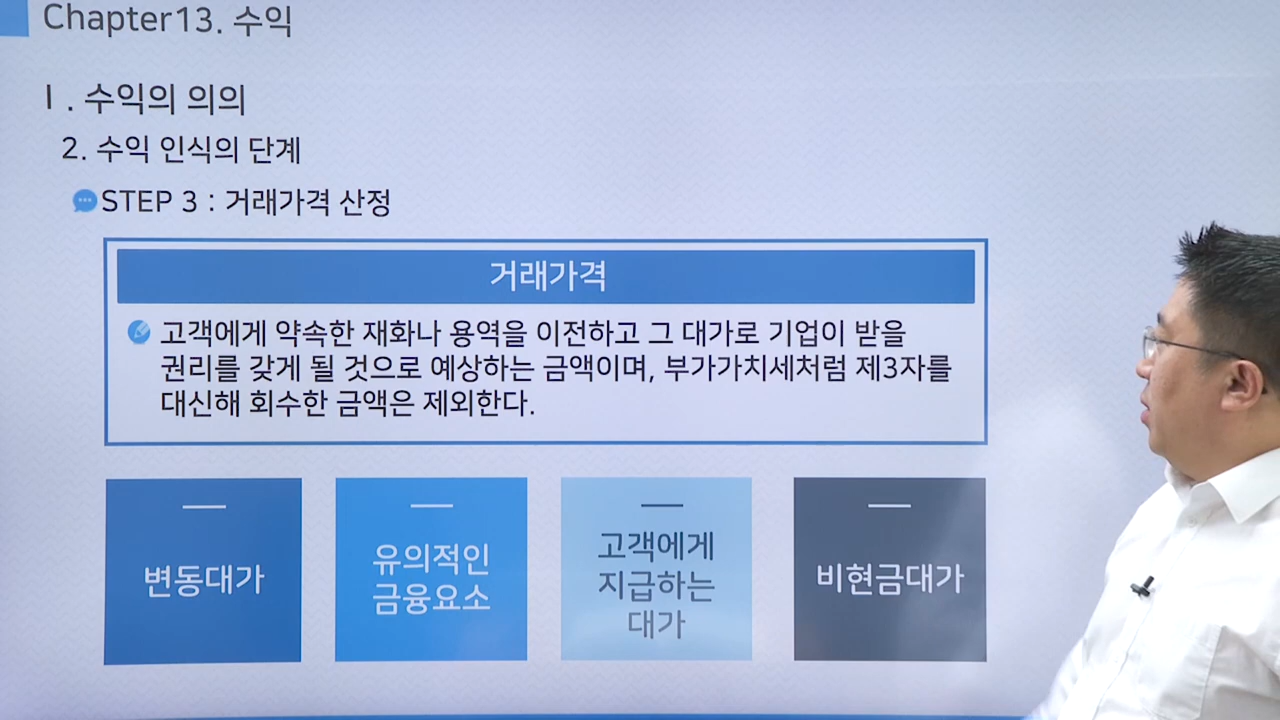 Chapter13. 수익
Ⅰ. 수익의 의의
2. 수익 인식의 단계
STEP 3 : 거래가격 산정
거래가격
고객에게 약속한 재화나 용역을 이전하고 그 대가로 기업이 받을
권리를 갖게 될 것으로 예상하는 금액이며, 부가가치세처럼 제3자를
대신해 회수한 금액은 제외한다.
변동대가
유의적인
금융요소
고객에게
지급하는
대가
비현금대가